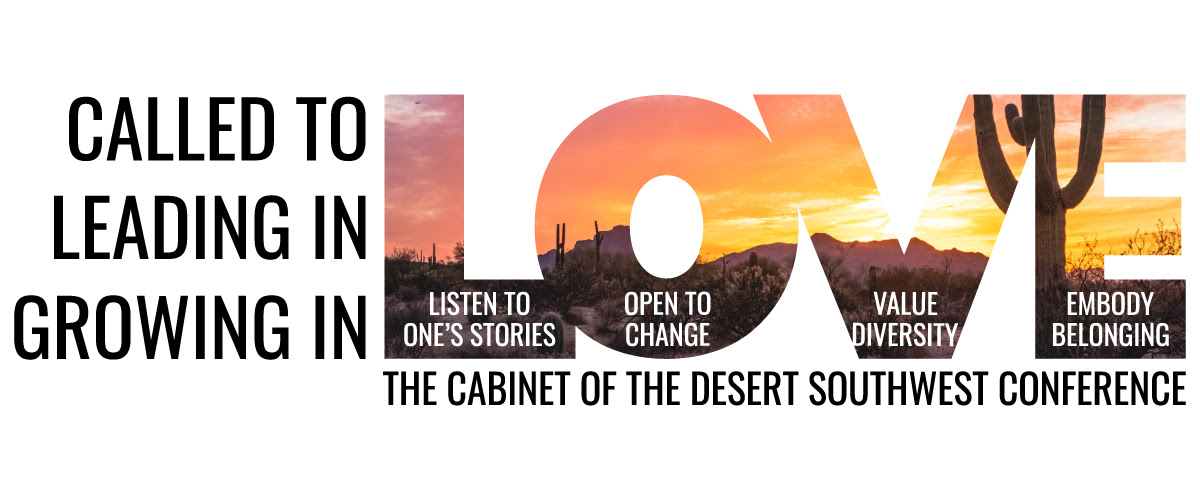 CALLED TO
LEADING IN
GROWING IN
LOVE
LISTEN TO
ONE'S STORIES
OPEN TO
CHANGE
VALUE
DIVERSITY
EMBODY
BELONGING
THE CABINET OF THE DESERT SOUTHWEST CONFERENCE